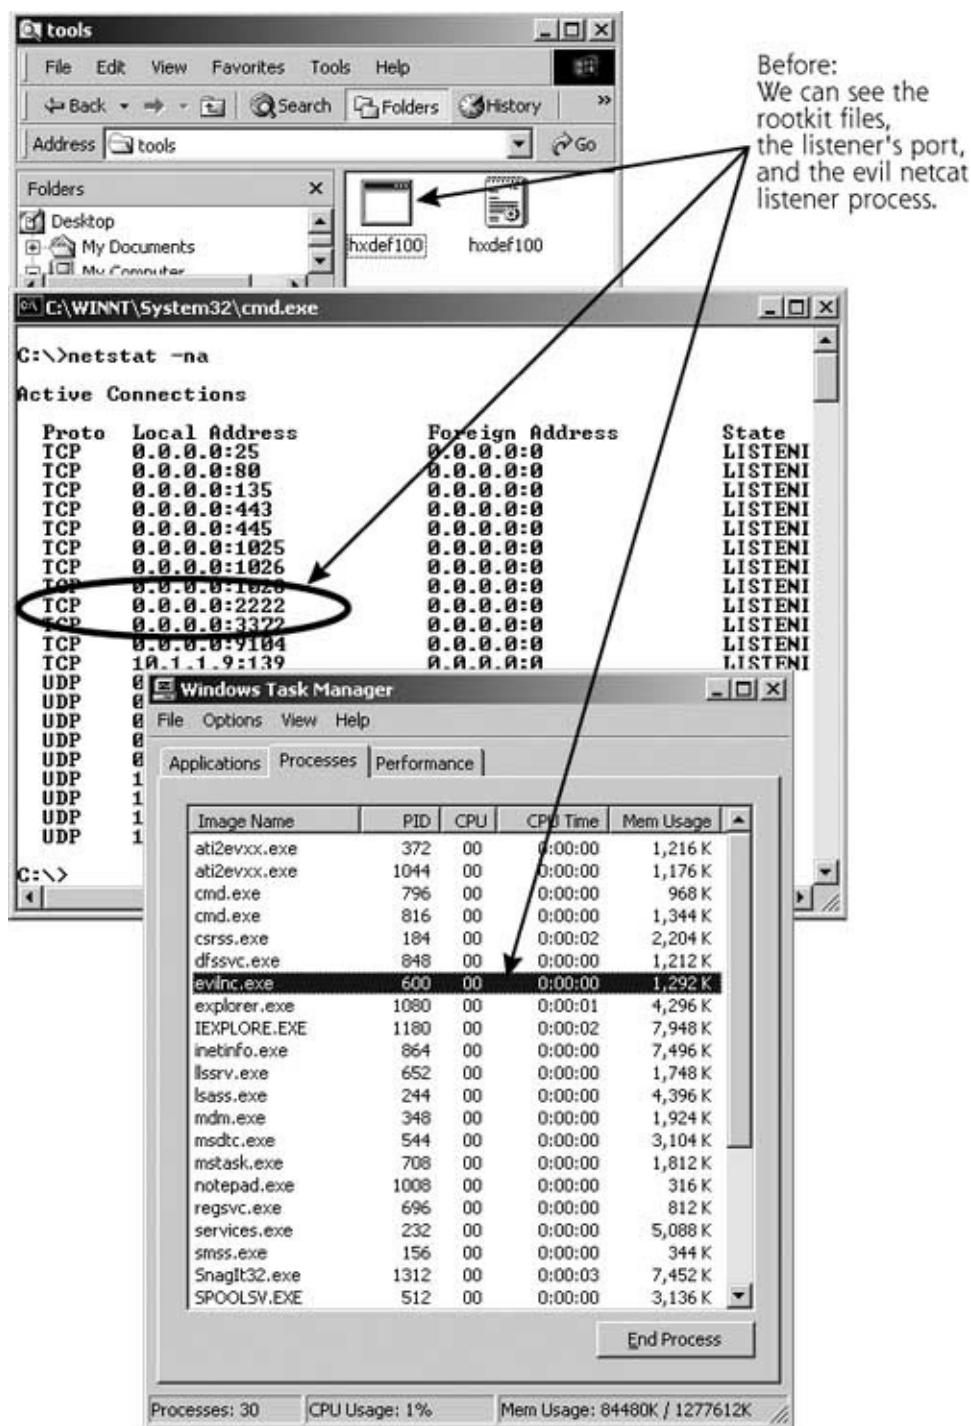 tools
File Edit View Favorites Tools Help
Back Search Folders History »
Address tools Go
Folders
Desktop
My Documents
My Computer
hxdef100
hxdef100
Before:
We can see the
rootkit files,
the listener's port,
and the evil netcat
listener process.
C:\WINNT\System32\cmd.exe
C:\>netstat -na
Active Connections
Proto Local Address Foreign Address State
TCP 0.0.0.0:25 0.0.0.0:0 LISTENI
TCP 0.0.0.0:80 0.0.0.0:0 LISTENI
TCP 0.0.0.0:135 0.0.0.0:0 LISTENI
TCP 0.0.0.0:443 0.0.0.0:0 LISTENI
TCP 0.0.0.0:445 0.0.0.0:0 LISTENI
TCP 0.0.0.0:1025 0.0.0.0:0 LISTENI
TCP 0.0.0.0:1026 0.0.0.0:0 LISTENI
TCP 0.0.0.0:1028 0.0.0.0:0 LISTENI
TCP 0.0.0.0:2222 0.0.0.0:0 LISTENI
TCP 0.0.0.0:3372 0.0.0.0:0 LISTENI
TCP 0.0.0.0:9104 0.0.0.0:0 LISTENI
TCP 10.1.1.9:139 0.0.0.0:0 LISTENI
UDP 0
UDP 0
UDP 0
UDP 0
UDP 0
UDP 1
UDP 1
UDP 1
UDP 1
C:\>
Windows Task Manager
File Options View Help
Applications Processes Performance
Image Name PID CPU CPU Time Mem Usage
ati2evxx.exe 372 00 0:00:00 1,216 K
ati2evxx.exe 1044 00 0:00:00 1,176 K
cmd.exe 796 00 0:00:00 968 K
cmd.exe 816 00 0:00:00 1,344 K
csrss.exe 184 00 0:00:02 2,204 K
dfssvc.exe 848 00 0:00:00 1,212 K
evilnc.exe 600 00 0:00:00 1,292 K
explorer.exe 1080 00 0:00:01 4,296 K
IEXPLORE.EXE 1180 00 0:00:02 7,948 K
inetinfo.exe 864 00 0:00:00 7,496 K
llssrv.exe 652 00 0:00:00 1,748 K
lsass.exe 244 00 0:00:00 4,396 K
mdm.exe 348 00 0:00:00 1,924 K
msdtc.exe 544 00 0:00:00 3,104 K
mstask.exe 708 00 0:00:00 1,812 K
notepad.exe 1008 00 0:00:00 316 K
regsvc.exe 696 00 0:00:00 812 K
services.exe 232 00 0:00:00 5,088 K
smss.exe 156 00 0:00:00 344 K
SnagIt32.exe 1312 00 0:00:03 7,452 K
SPOOLSV.EXE 512 00 0:00:00 3,136 K
End Process
Processes: 30 CPU Usage: 1% Mem Usage: 84480K / 1277612K